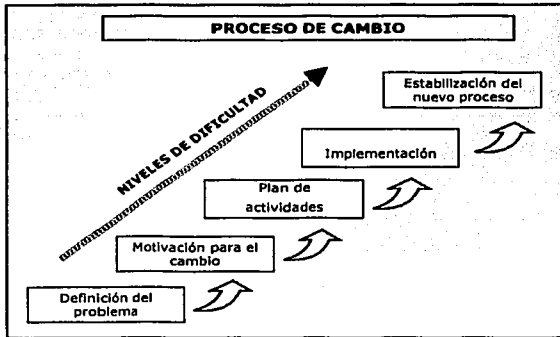 PROCESO DE CAMBIO
Estabilización del
nuevo proceso
NIVELES DE DIFICULTAD
Implementación
Plan de
actividades
Motivación para el
cambio
Definición del
problema